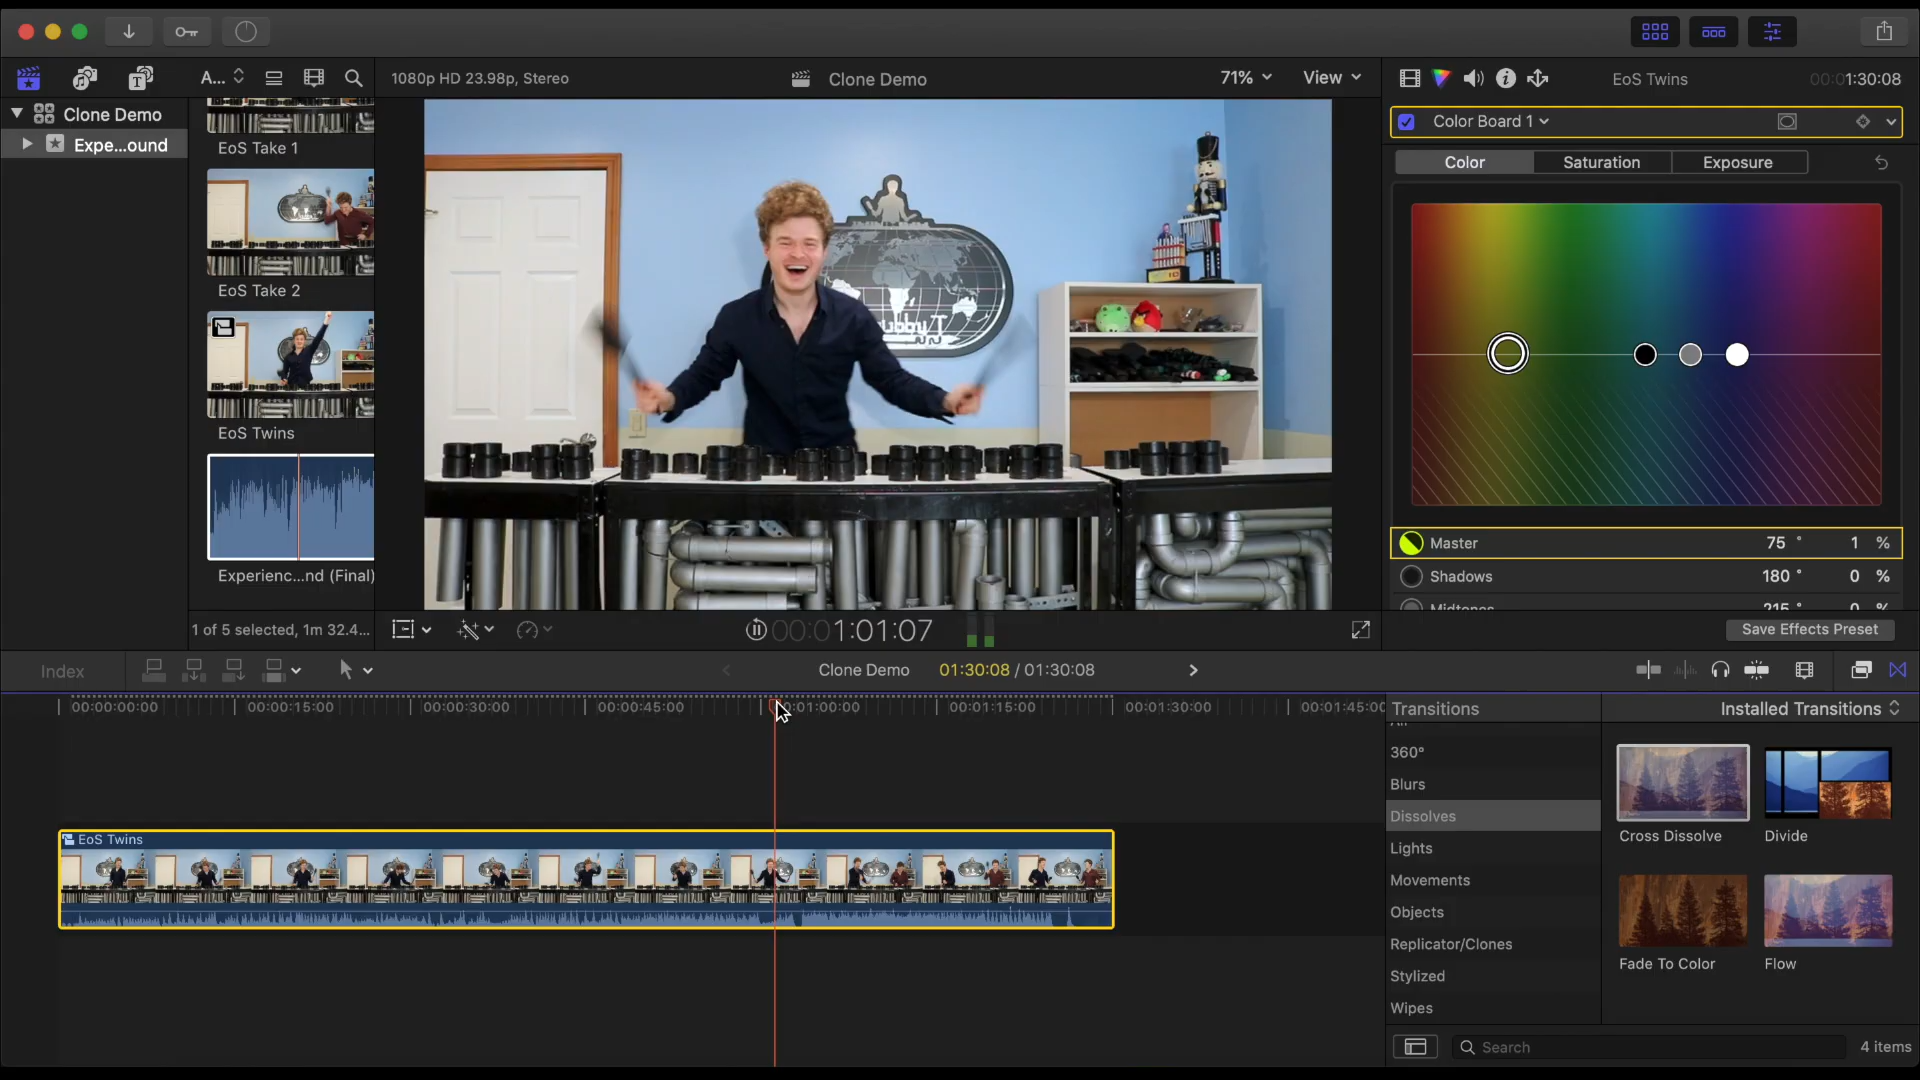 A...
1080p HD 23.98p, Stereo
Clone Demo
71%
View
EoS Twins
00:01:30:08
Clone Demo
Expe...ound
EoS Take 1
EoS Take 2
EoS Twins
Experienc...nd (Final)
1 of 5 selected, 1m 32.4...
Color Board 1
Color
Saturation
Exposure
Master
75 °
1 %
Shadows
180 °
0 %
Midtones
215 °
0 %
Save Effects Preset
00:01:01:07
Index
Clone Demo
01:30:08 / 01:30:08
00:00:00:00
00:00:15:00
00:00:30:00
00:00:45:00
00:01:00:00
00:01:15:00
00:01:30:00
00:01:45:00
EoS Twins
Transitions
Installed Transitions
All
360°
Blurs
Dissolves
Lights
Movements
Objects
Replicator/Clones
Stylized
Wipes
Cross Dissolve
Divide
Fade To Color
Flow
Search
4 items